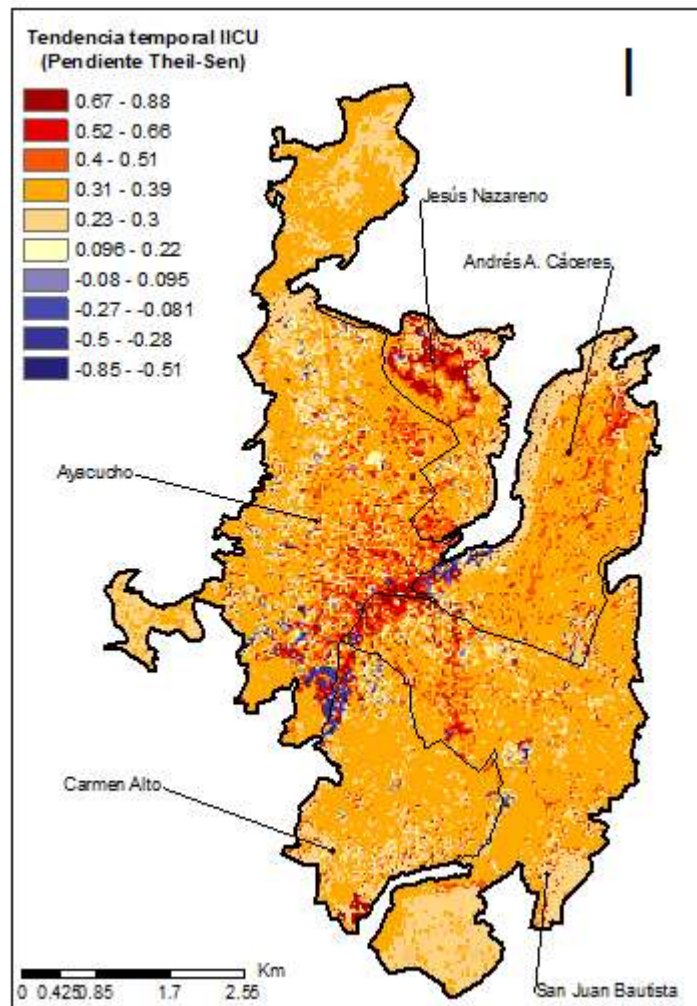 Tendencia temporal IICU
(Pendiente Theil-Sen)
0.67 - 0.88
0.52 - 0.66
0.4 - 0.51
0.31 - 0.39
0.23 - 0.3
0.096 - 0.22
-0.08 - 0.095
-0.27 - -0.081
-0.5 - -0.28
-0.85 - -0.51
Jesús Nazareno
Andrés A. Cáceres
Ayacucho
Carmen Alto
San Juan Bautista
Km
0 0.425 0.85 1.7 2.55